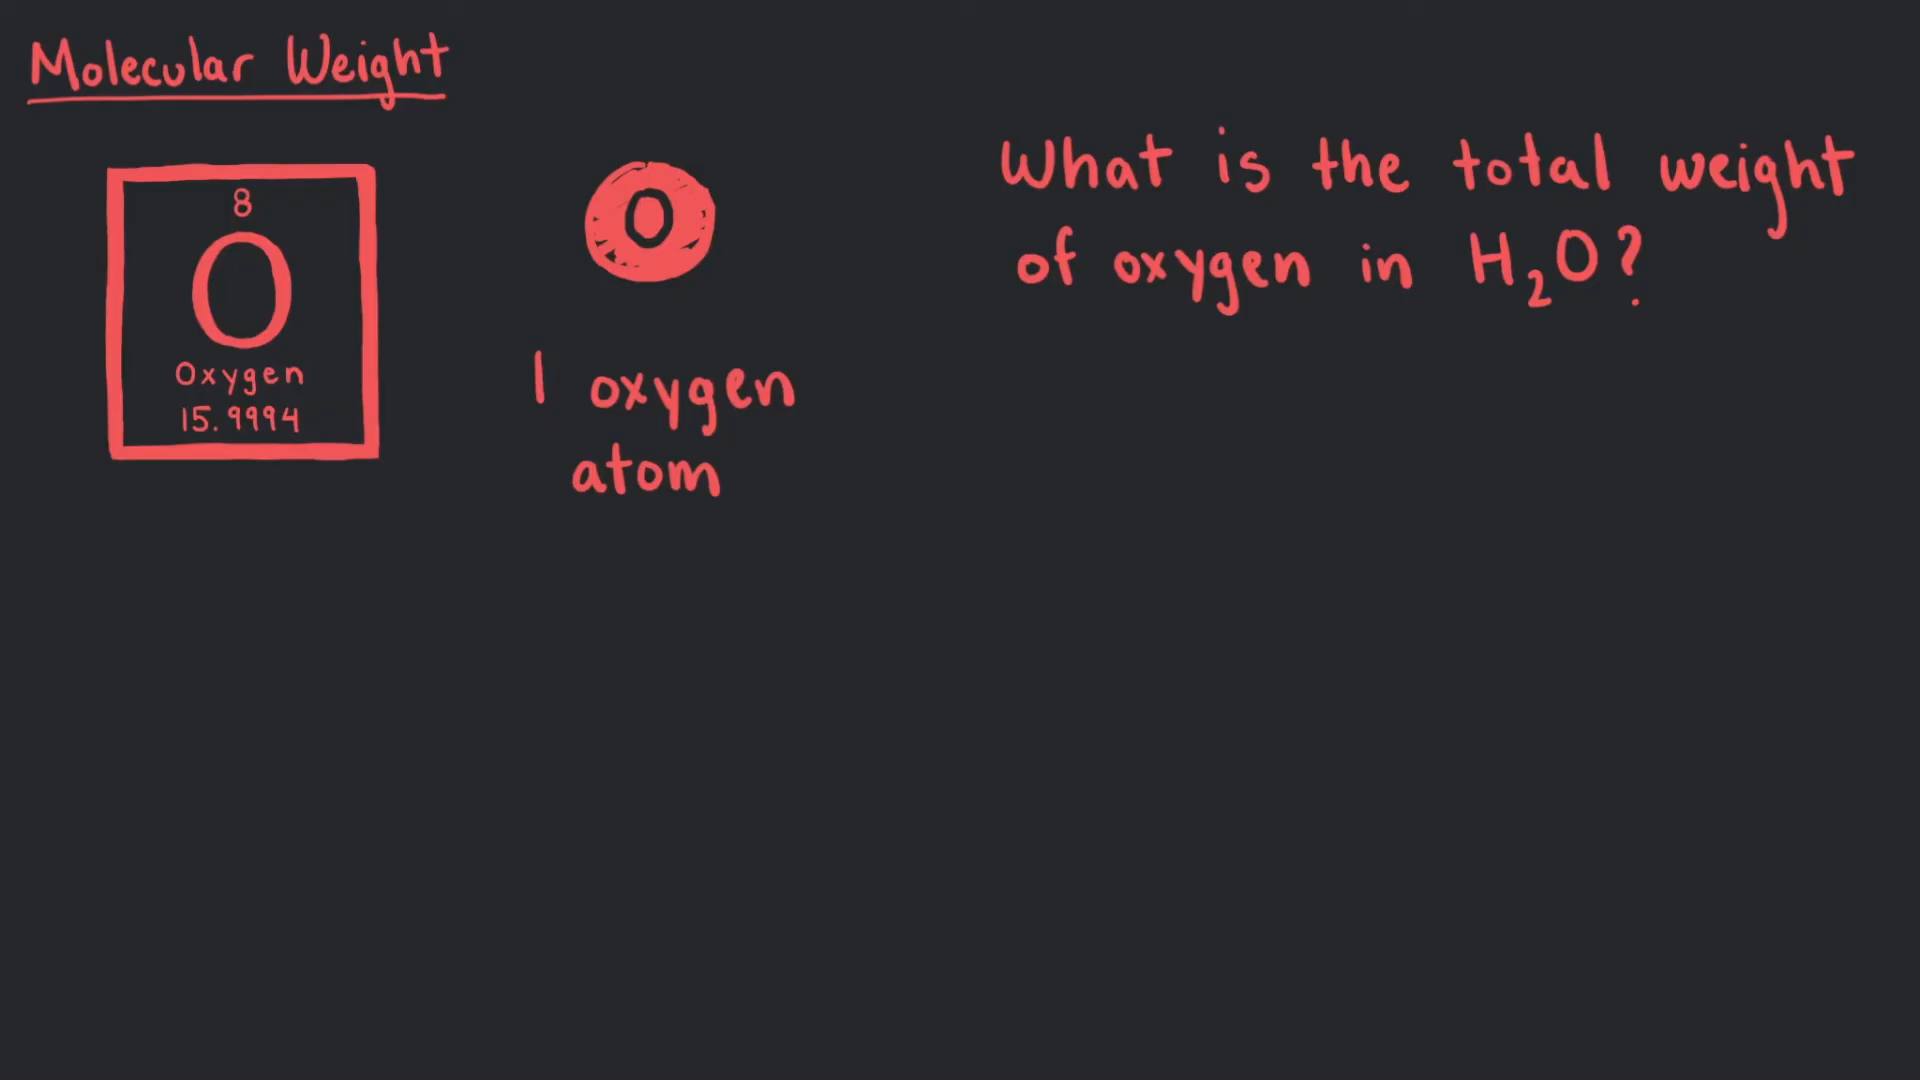 Molecular Weight
8
O
Oxygen
15.9994
O
1 oxygen
atom
What is the total weight
of oxygen in H₂O?